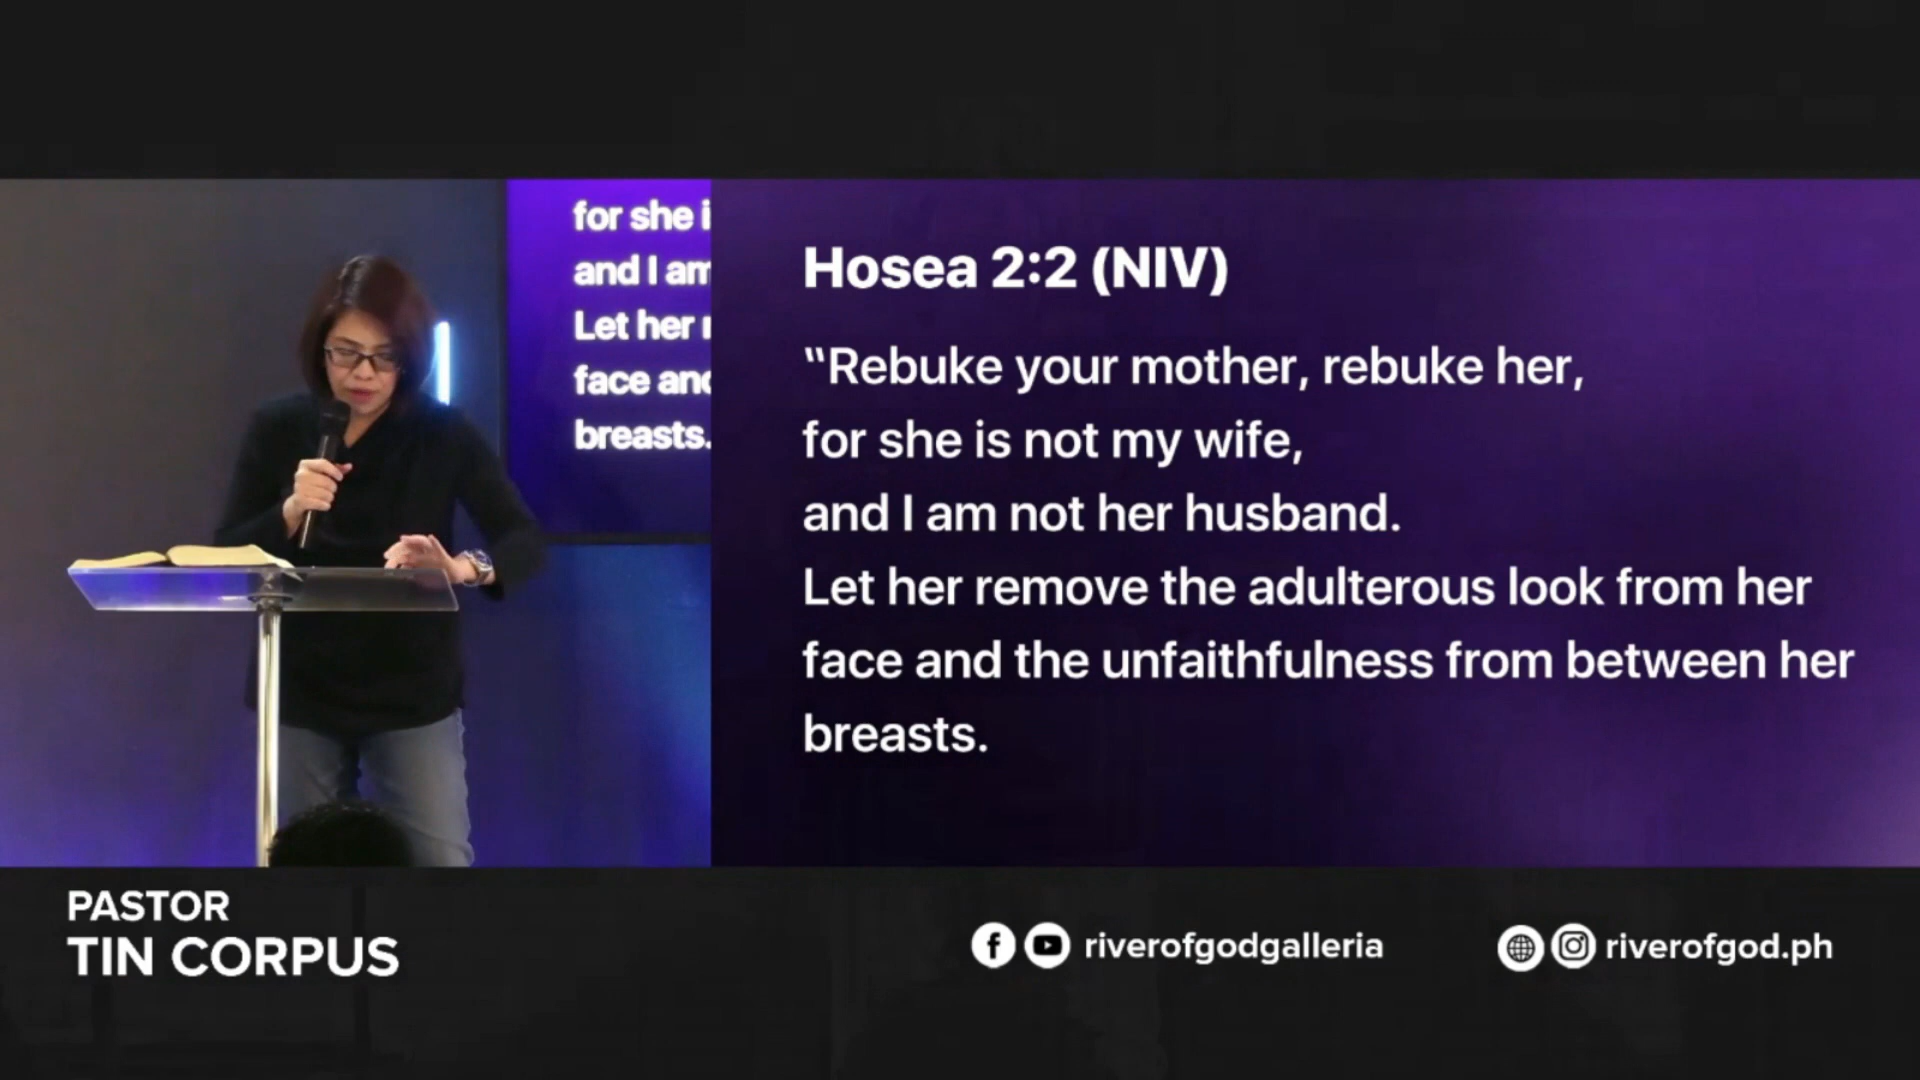 for she i
and I am
Let her
face and
breasts.
Hosea 2:2 (NIV)
“Rebuke your mother, rebuke her,
for she is not my wife,
and I am not her husband.
Let her remove the adulterous look from her
face and the unfaithfulness from between her
breasts.
PASTOR
TIN CORPUS
riverofgodgalleria
riverofgod.ph